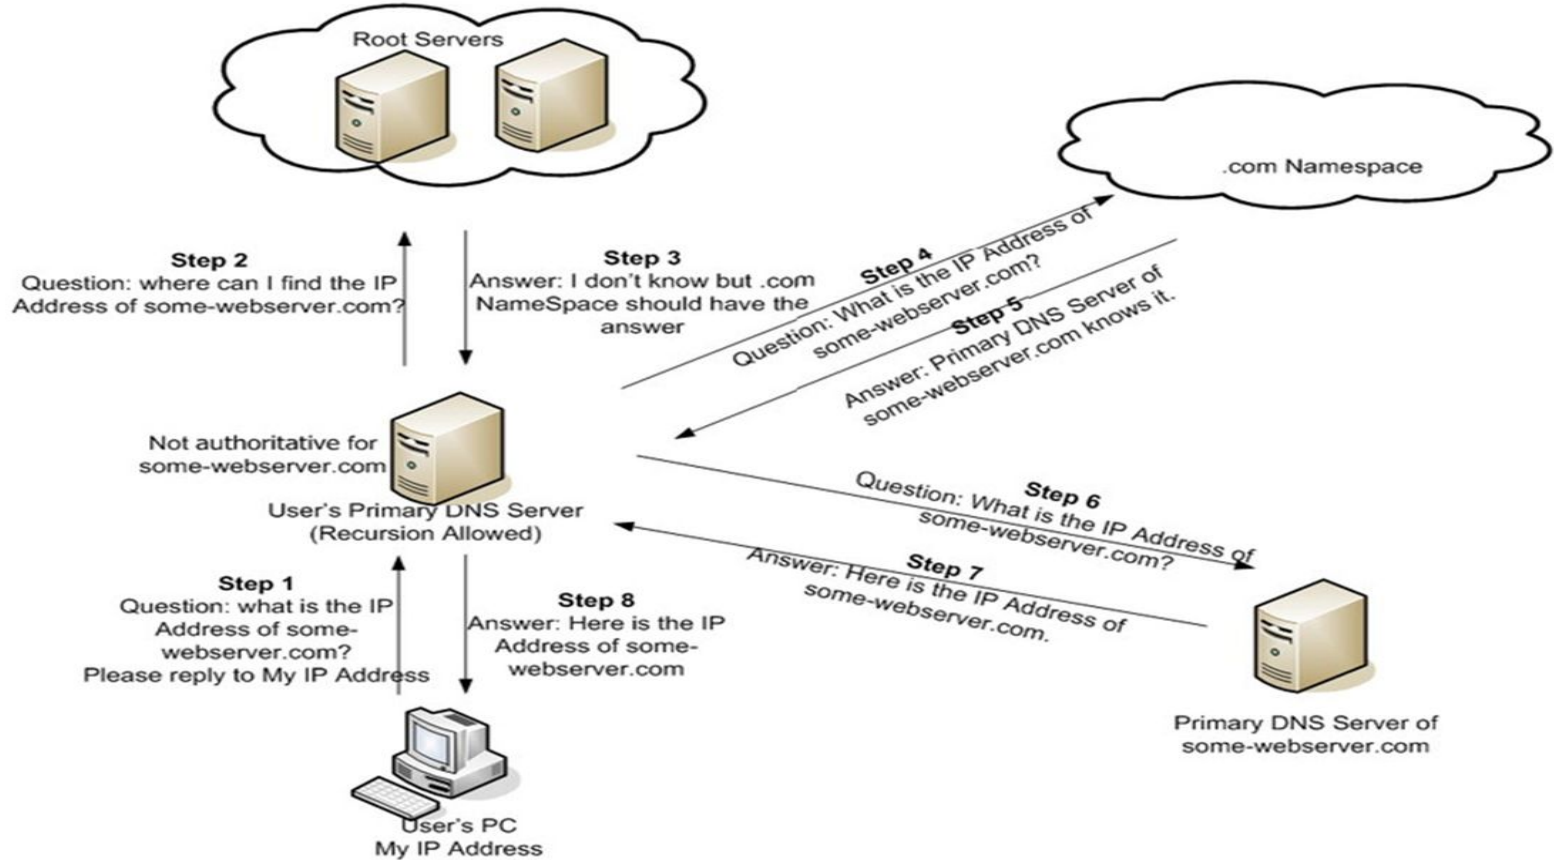 Root Servers
.com Namespace
Step 2
Question: where can I find the IP
Address of some-webserver.com?
Step 3
Answer: I don't know but .com
NameSpace should have the
answer
Step 4
Question: What is the IP Address of
some-webserver.com?
Step 5
Answer: Primary DNS Server of
some-webserver.com knows it.
Not authoritative for
some-webserver.com
User's Primary DNS Server
(Recursion Allowed)
Step 6
Question: What is the IP Address of
some-webserver.com?
Step 7
Answer: Here is the IP Address of
some-webserver.com.
Step 1
Question: what is the IP
Address of some-
webserver.com?
Please reply to My IP Address
Step 8
Answer: Here is the IP
Address of some-
webserver.com
Primary DNS Server of
some-webserver.com
User's PC
My IP Address